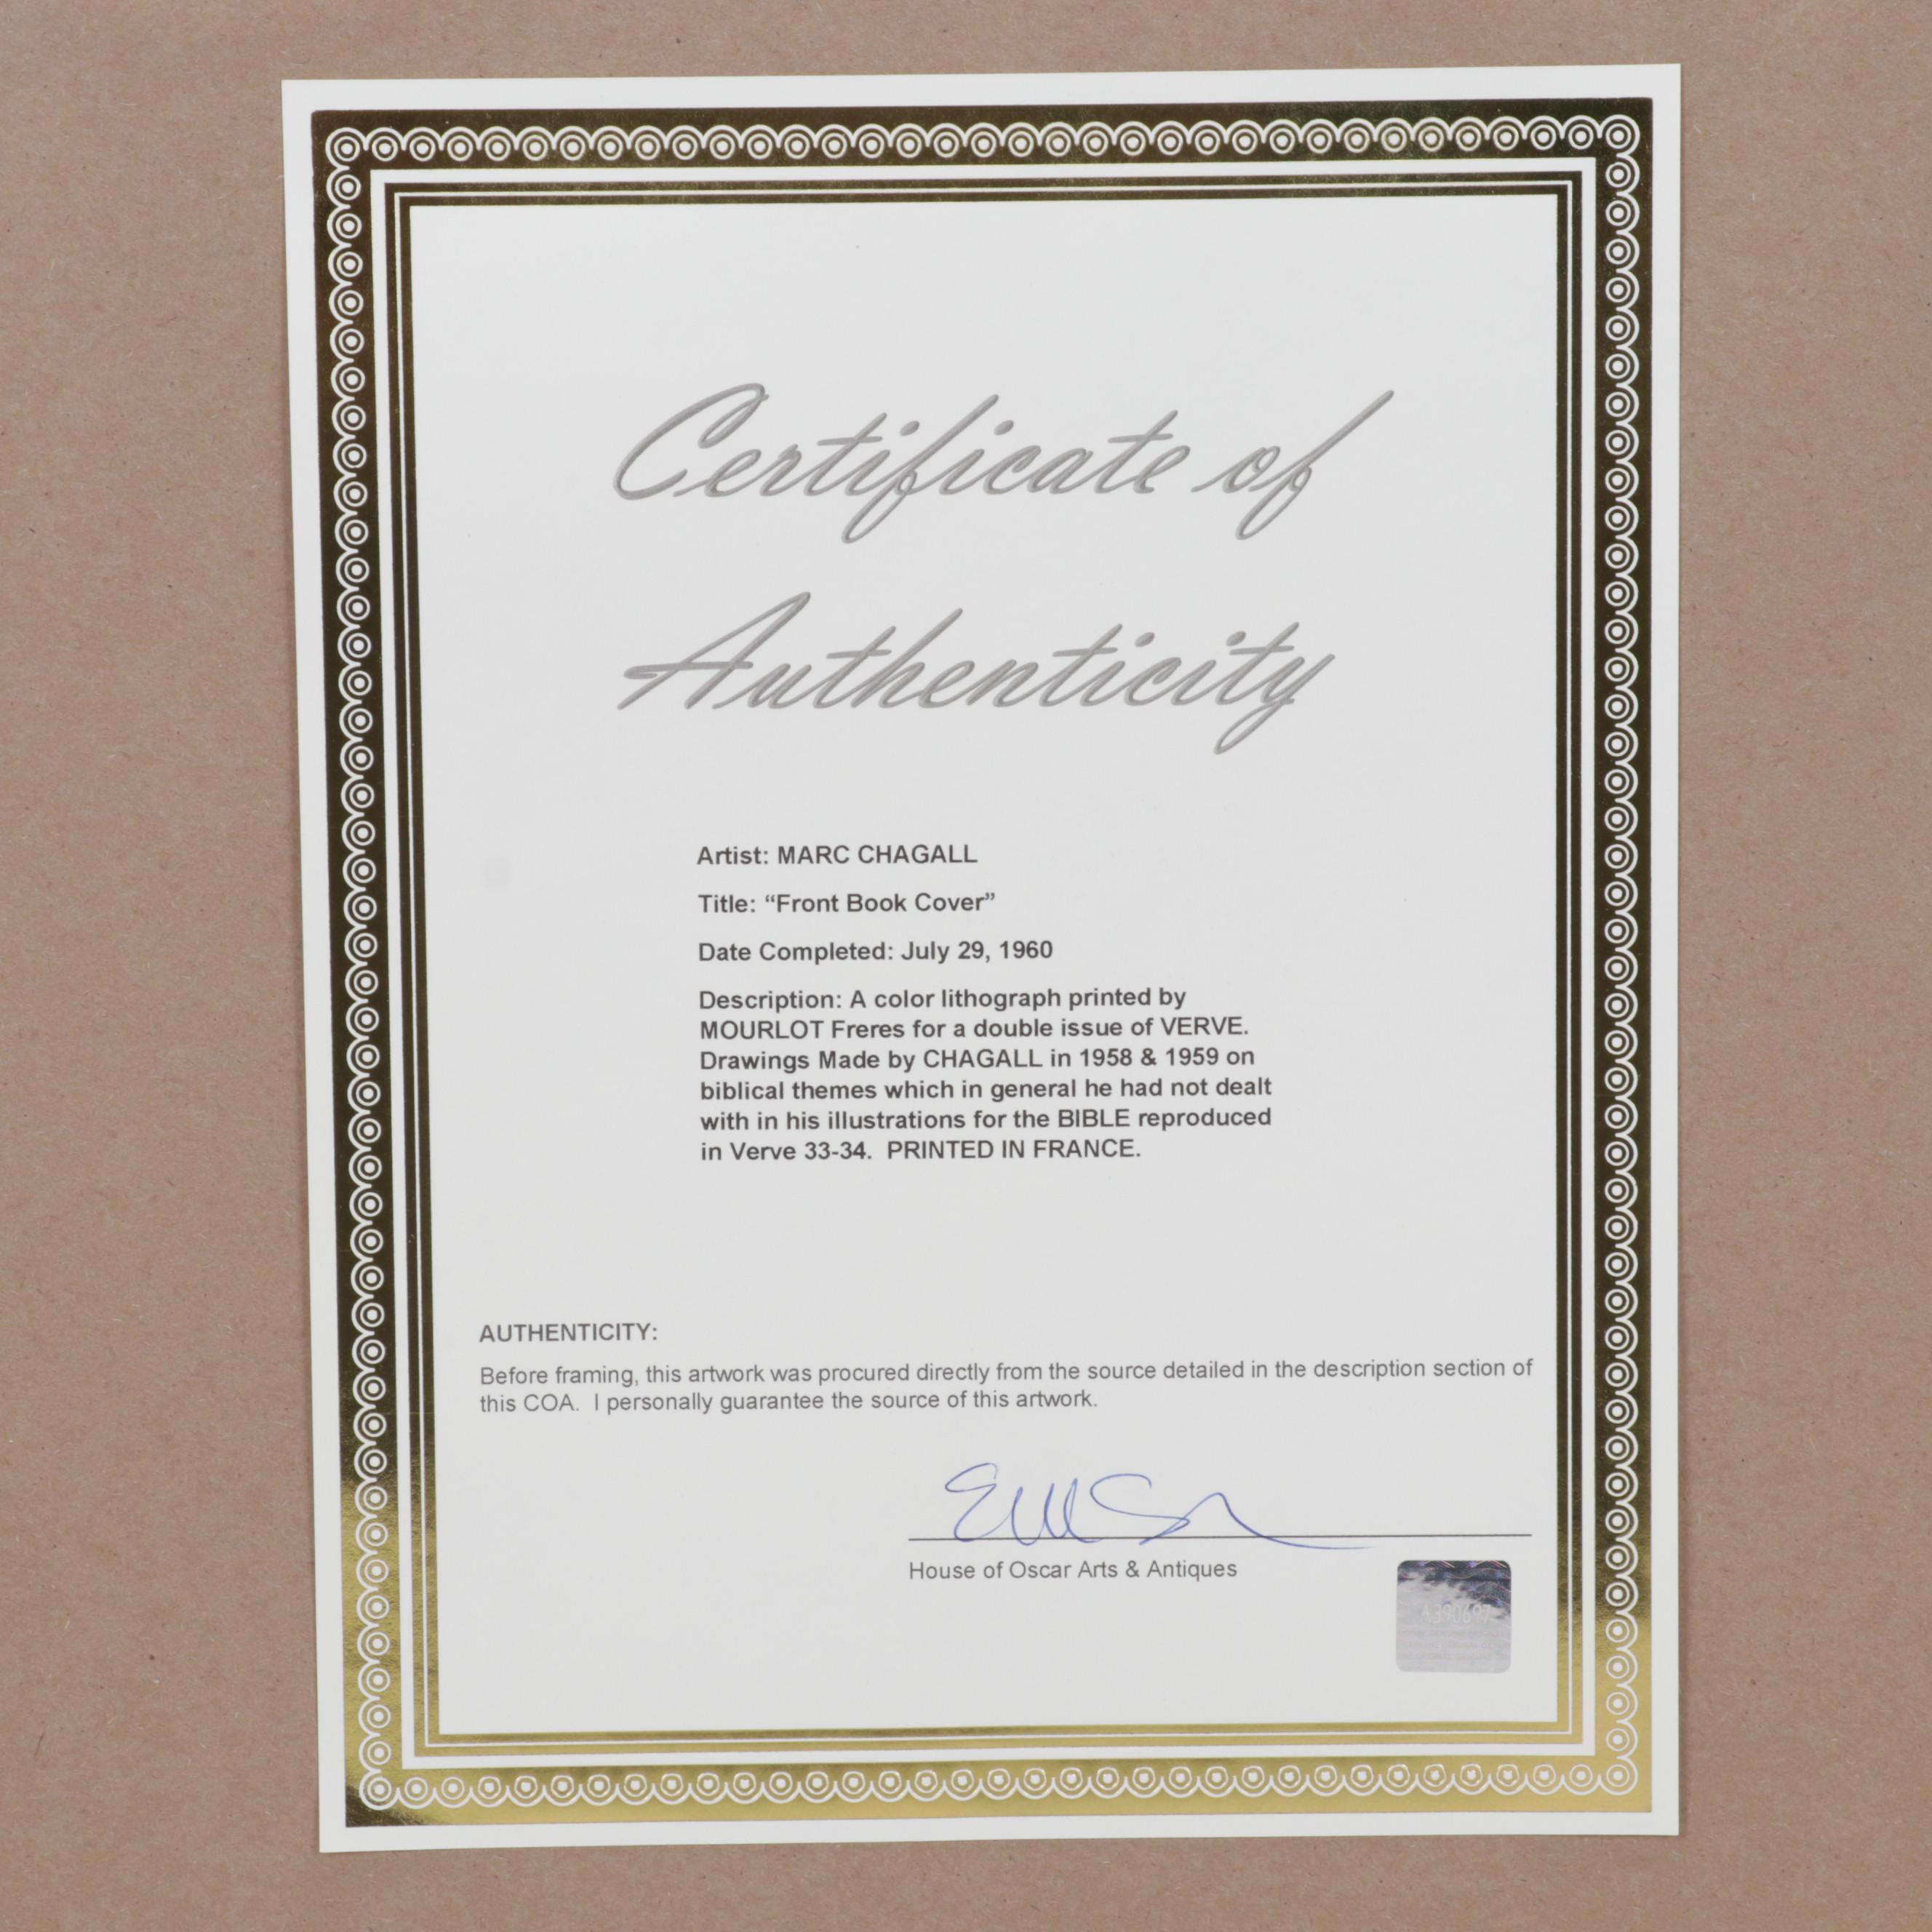 Certificate of
Authenticity
Artist: MARC CHAGALL
Title: “Front Book Cover”
Date Completed: July 29, 1960
Description: A color lithograph printed by
MOURLOT Freres for a double issue of VERVE.
Drawings Made by CHAGALL in 1958 & 1959 on
biblical themes which in general he had not dealt
with in his illustrations for the BIBLE reproduced
in Verve 33-34.  PRINTED IN FRANCE.
AUTHENTICITY:
Before framing, this artwork was procured directly from the source detailed in the description section of
this COA.  I personally guarantee the source of this artwork.
House of Oscar Arts & Antiques